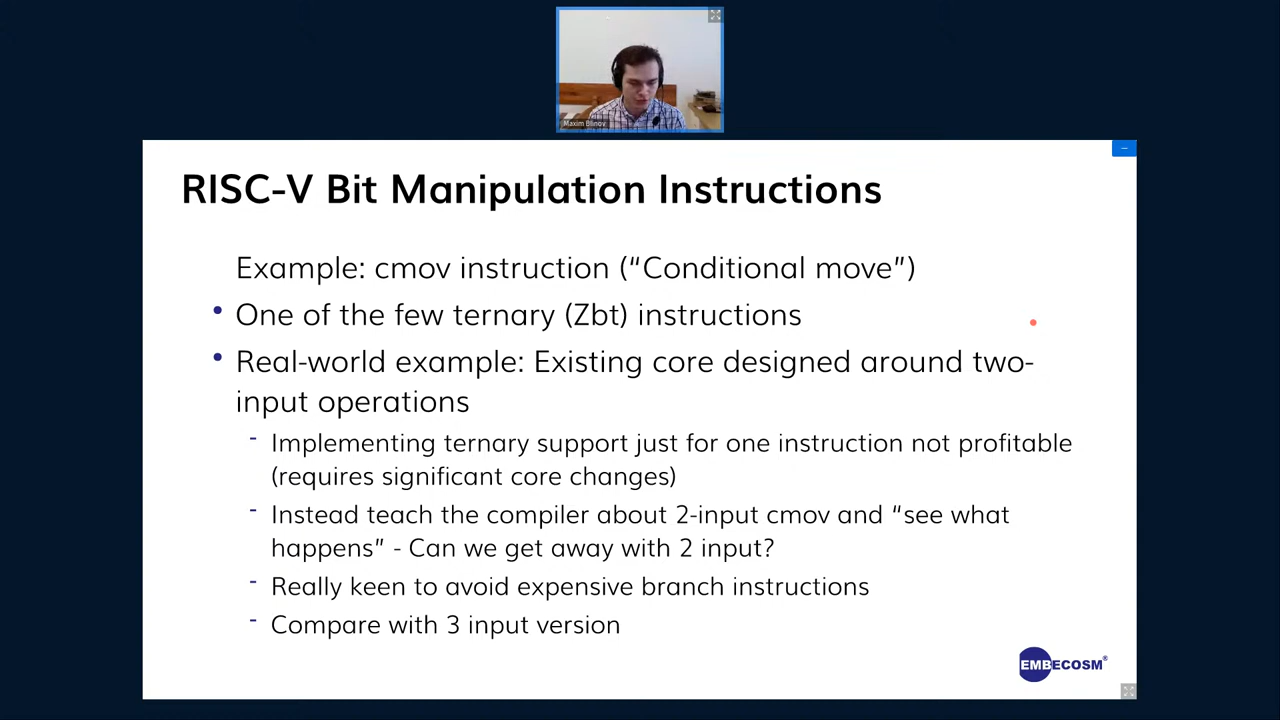 Maxim Blinov
RISC-V Bit Manipulation Instructions
Example: cmov instruction (“Conditional move”)
• One of the few ternary (Zbt) instructions
• Real-world example: Existing core designed around two-
input operations
- Implementing ternary support just for one instruction not profitable
(requires significant core changes)
- Instead teach the compiler about 2-input cmov and “see what
happens” - Can we get away with 2 input?
- Really keen to avoid expensive branch instructions
- Compare with 3 input version
EMBECOSM®